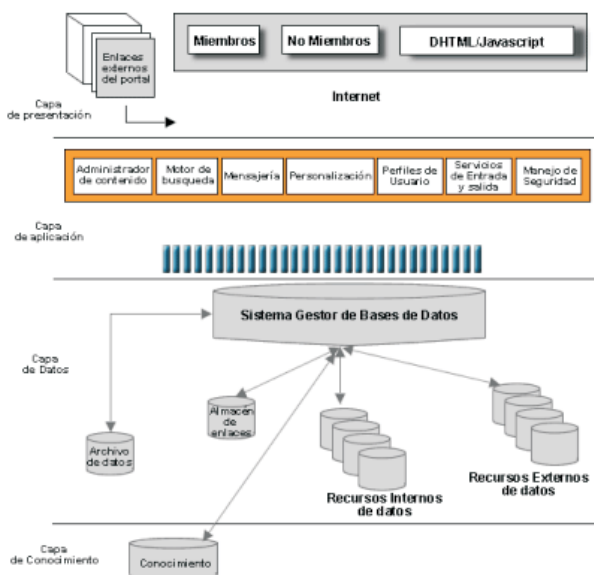 Miembros
No Miembros
DHTML/Javascript
Enlaces
externos
del portal
Internet
Capa
de presentación
Administrador
de contenido
Motor de
busqueda
Mensajería
Personalización
Perfiles de
Usuario
Servicios
de Entrada
y salida
Manejo de
Seguridad
Capa
de aplicación
Sistema Gestor de Bases de Datos
Capa
de Datos
Almacén
de
enlaces
Archivo
de datos
Recursos Internos
de datos
Recursos Externos
de datos
Capa
de Conocimiento
Conocimiento